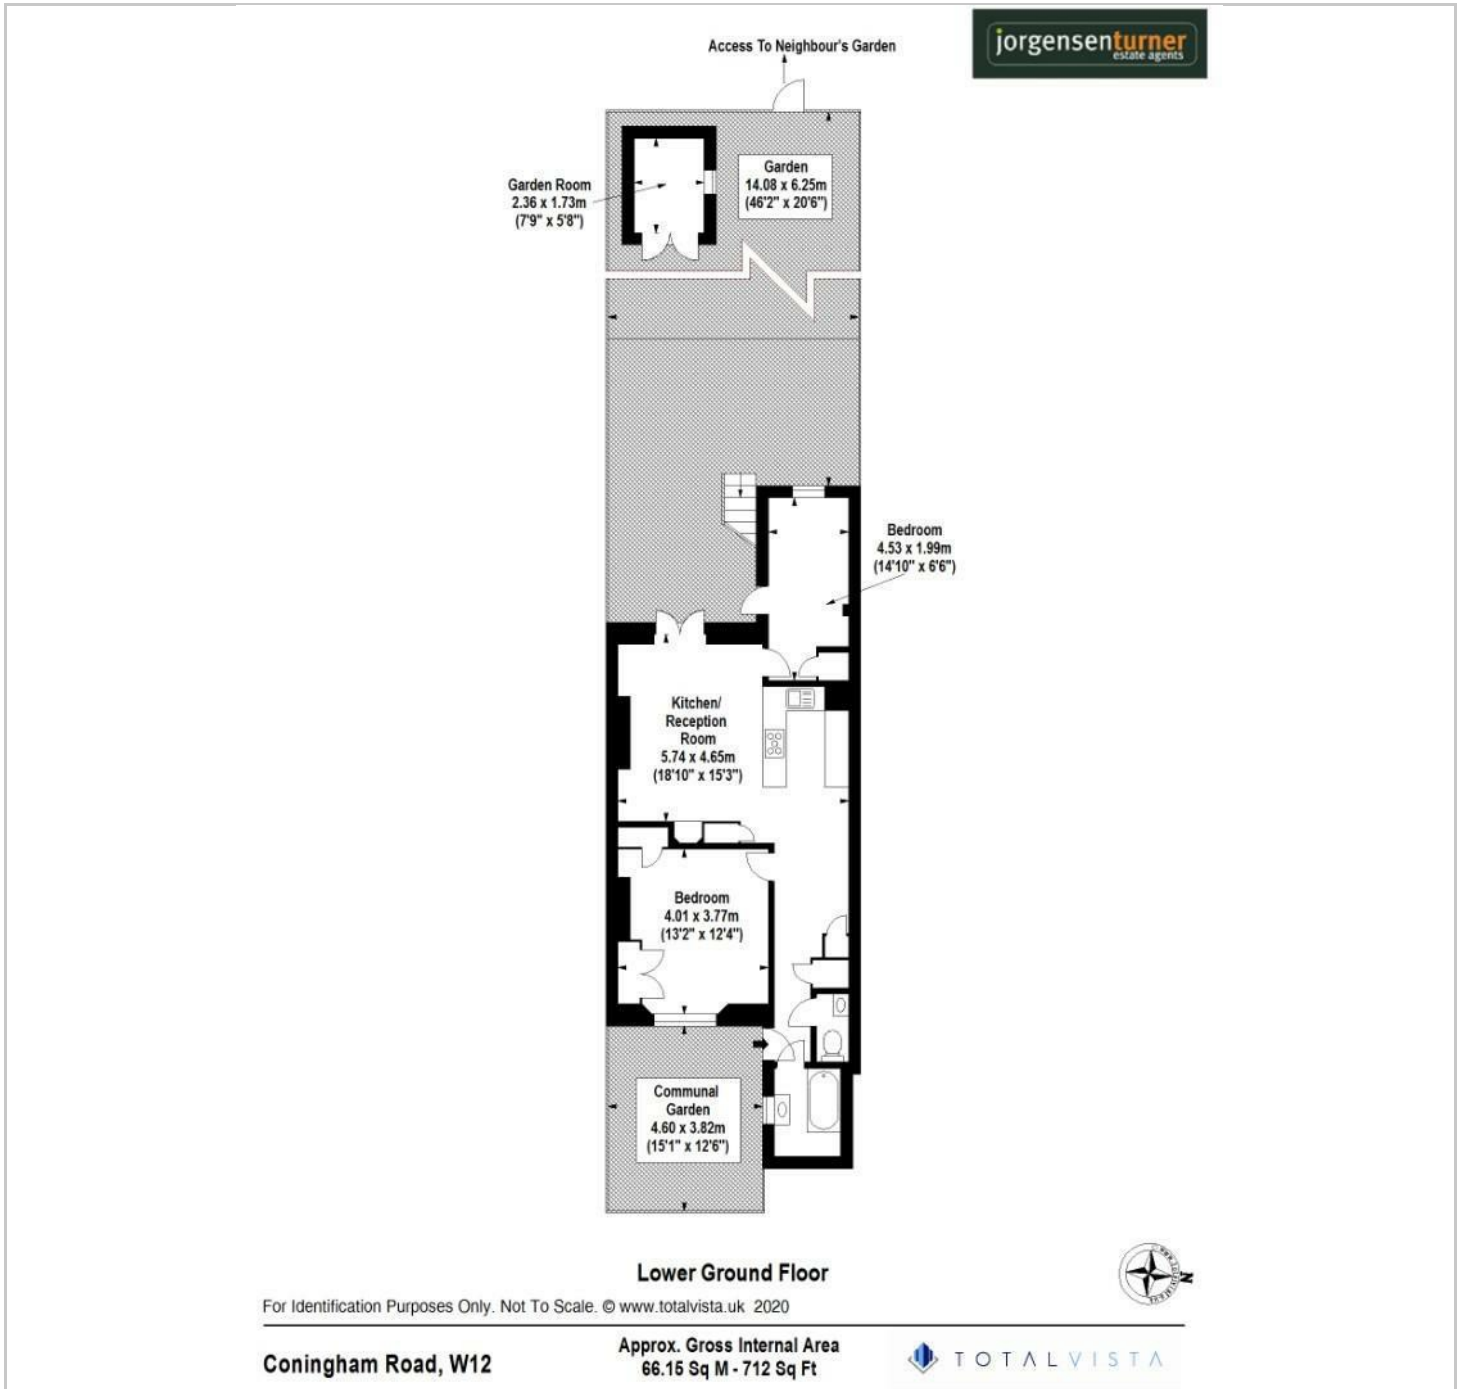 jorgensenturner
estate agents
Access To Neighbour's Garden
Garden
14.08 x 6.25m
(46'2" x 20'6")
Garden Room
2.36 x 1.73m
(7'9" x 5'8")
Bedroom
4.53 x 1.99m
(14'10" x 6'6")
Kitchen/
Reception
Room
5.74 x 4.65m
(18'10" x 15'3")
Bedroom
4.01 x 3.77m
(13'2" x 12'4")
Communal
Garden
4.60 x 3.82m
(15'1" x 12'6")
Lower Ground Floor
N
For Identification Purposes Only. Not To Scale. © www.totalvista.uk 2020
Coningham Road, W12
Approx. Gross Internal Area
66.15 Sq M - 712 Sq Ft
TOTALVISTA